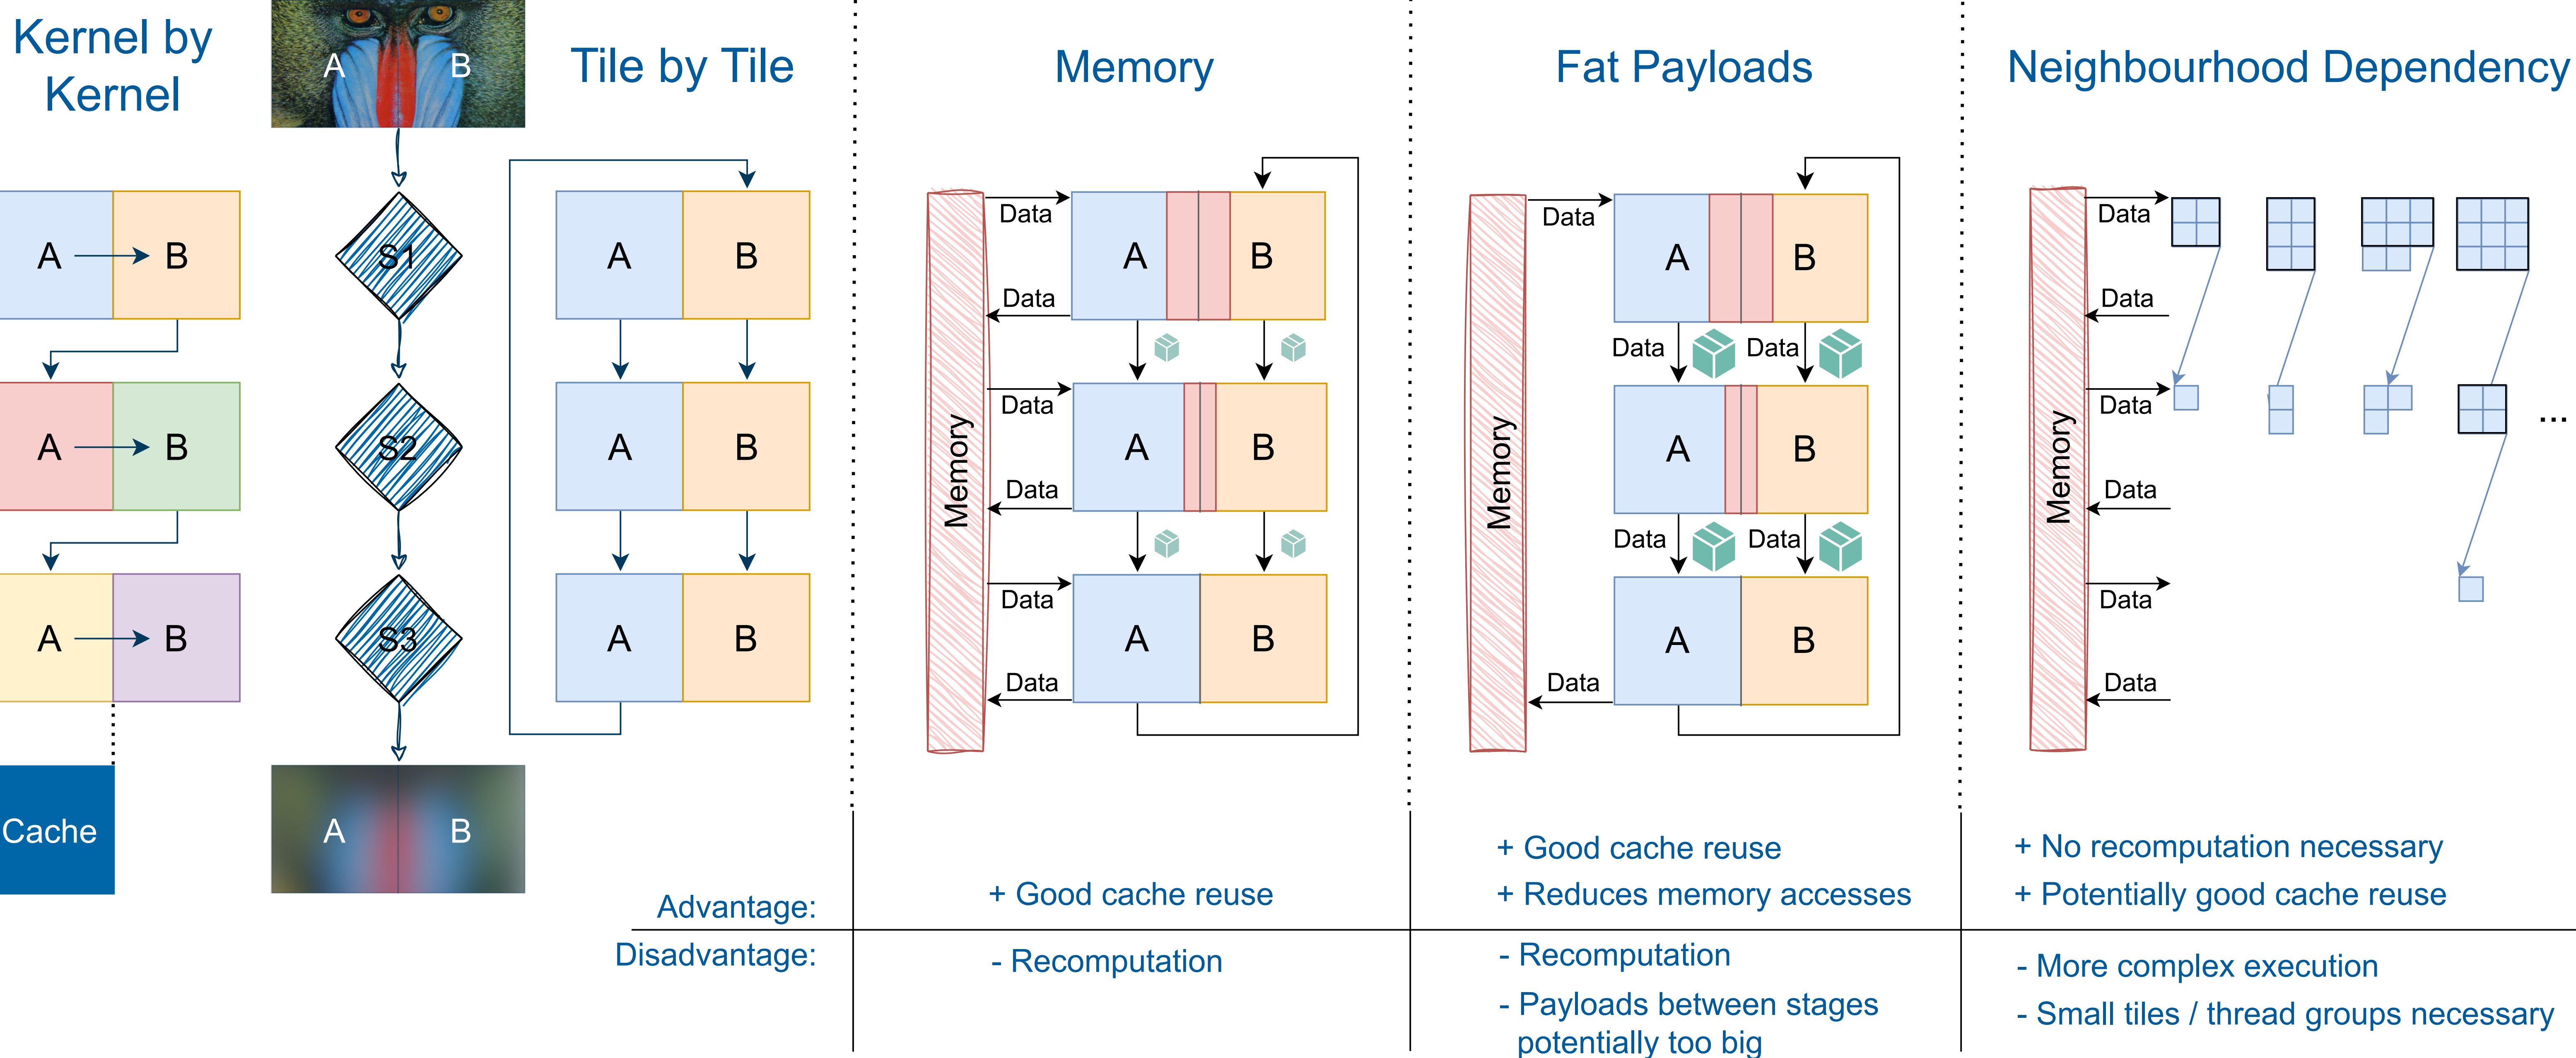 Kernel by
Kernel
A
B
Tile by Tile
Memory
Fat Payloads
Neighbourhood Dependency
A
B
S1
A
B
Data
A
B
Data
Memory
Data
A
B
Memory
Data
Data
Memory
Data
Data
A
B
S2
A
B
Data
A
B
Data
Data
Data
A
B
Data
Data
...
A
B
S3
A
B
Data
A
B
Data
Data
Data
A
B
Data
Data
Data
Cache
A
B
Advantage:
+ Good cache reuse
+ Good cache reuse
+ Reduces memory accesses
+ No recomputation necessary
+ Potentially good cache reuse
Disadvantage:
- Recomputation
- Recomputation
- Payloads between stages
potentially too big
- More complex execution
- Small tiles / thread groups necessary